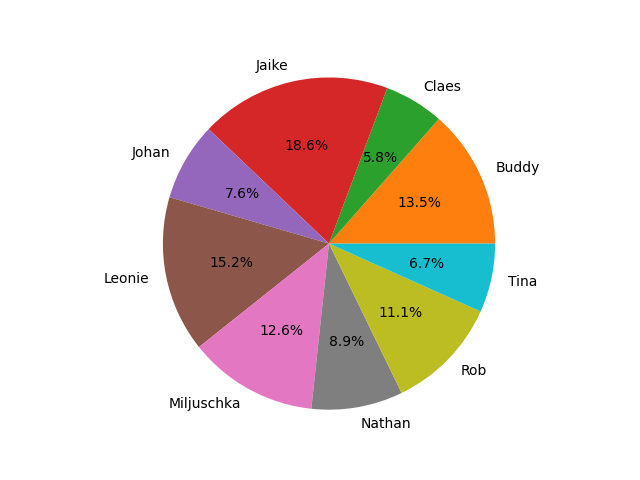 Jaike
Claes
Johan
18.6%
5.8%
Buddy
7.6%
13.5%
Leonie
15.2%
6.7%
Tina
12.6%
8.9%
11.1%
Rob
Miljuschka
Nathan